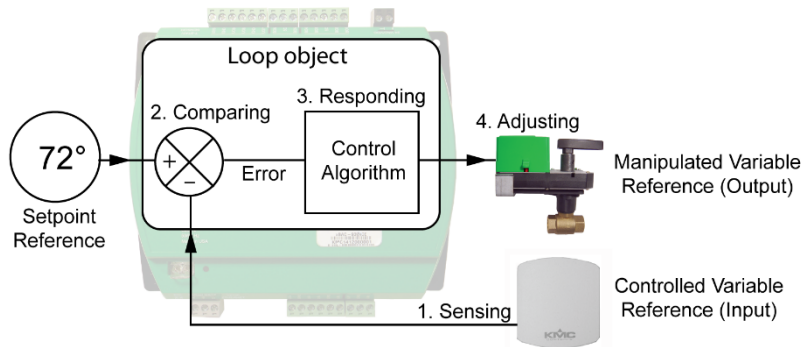 Loop object
2. Comparing
3. Responding
4. Adjusting
72°
+
−
Error
Control
Algorithm
Setpoint
Reference
Manipulated Variable
Reference (Output)
1. Sensing
KMC
Controlled Variable
Reference (Input)